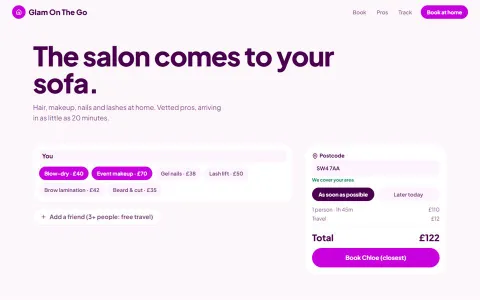 Glam On The Go
Book
Pros
Track
Book at home
The salon comes to your
sofa.
Hair, makeup, nails and lashes at home. Vetted pros, arriving
in as little as 20 minutes.
You
Blow-dry · £40
Event makeup · £70
Gel nails · £38
Lash lift · £50
Brow lamination · £42
Beard & cut · £35
+ Add a friend (3+ people: free travel)
Postcode
SW4 7AA
We cover your area
As soon as possible
Later today
1 person · 1h 45m
£110
Travel
£12
Total
£122
Book Chloe (closest)